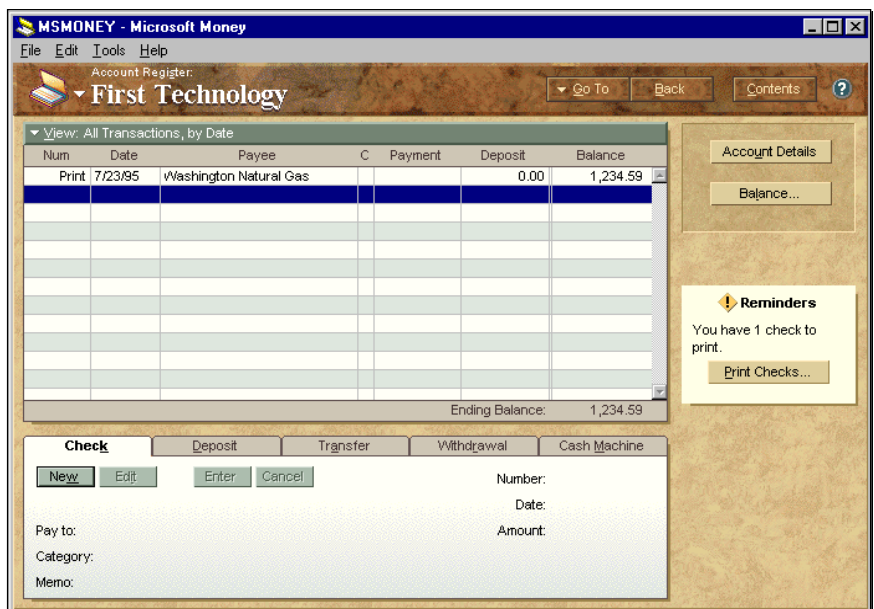 MSMONEY - Microsoft Money
File Edit Tools Help
Account Register:
First Technology
Go To Back Contents ?
View: All Transactions, by Date
Num Date Payee C Payment Deposit Balance
Print 7/23/95 Washington Natural Gas 0.00 1,234.59
Ending Balance: 1,234.59
Account Details
Balance...
! Reminders
You have 1 check to
print.
Print Checks...
Check Deposit Transfer Withdrawal Cash Machine
New Edit Enter Cancel
Number:
Date:
Pay to: Amount:
Category:
Memo: